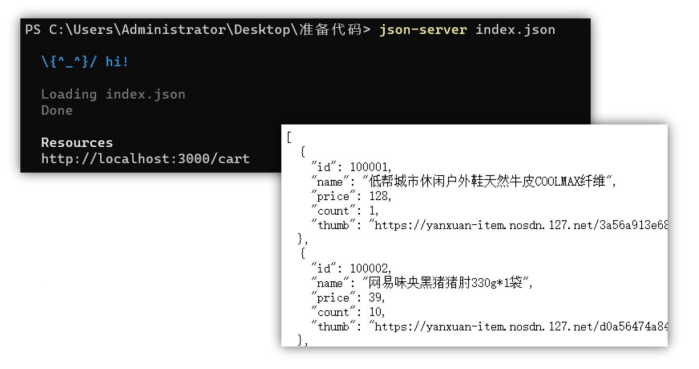 PS C:\Users\Administrator\Desktop\准备代码> json-server index.json
\{^_^}/ hi!
Loading index.json
Done
Resources
http://localhost:3000/cart
[
{
"id": 100001,
"name": "低帮城市休闲户外鞋天然牛皮COOLMAX纤维",
"price": 128,
"count": 1,
"thumb": "https://yanxuan-item.nosdn.127.net/3a56a913e68
},
{
"id": 100002,
"name": "网易味央黑猪猪肘330g*1袋",
"price": 39,
"count": 10,
"thumb": "https://yanxuan-item.nosdn.127.net/d0a56474a84
},